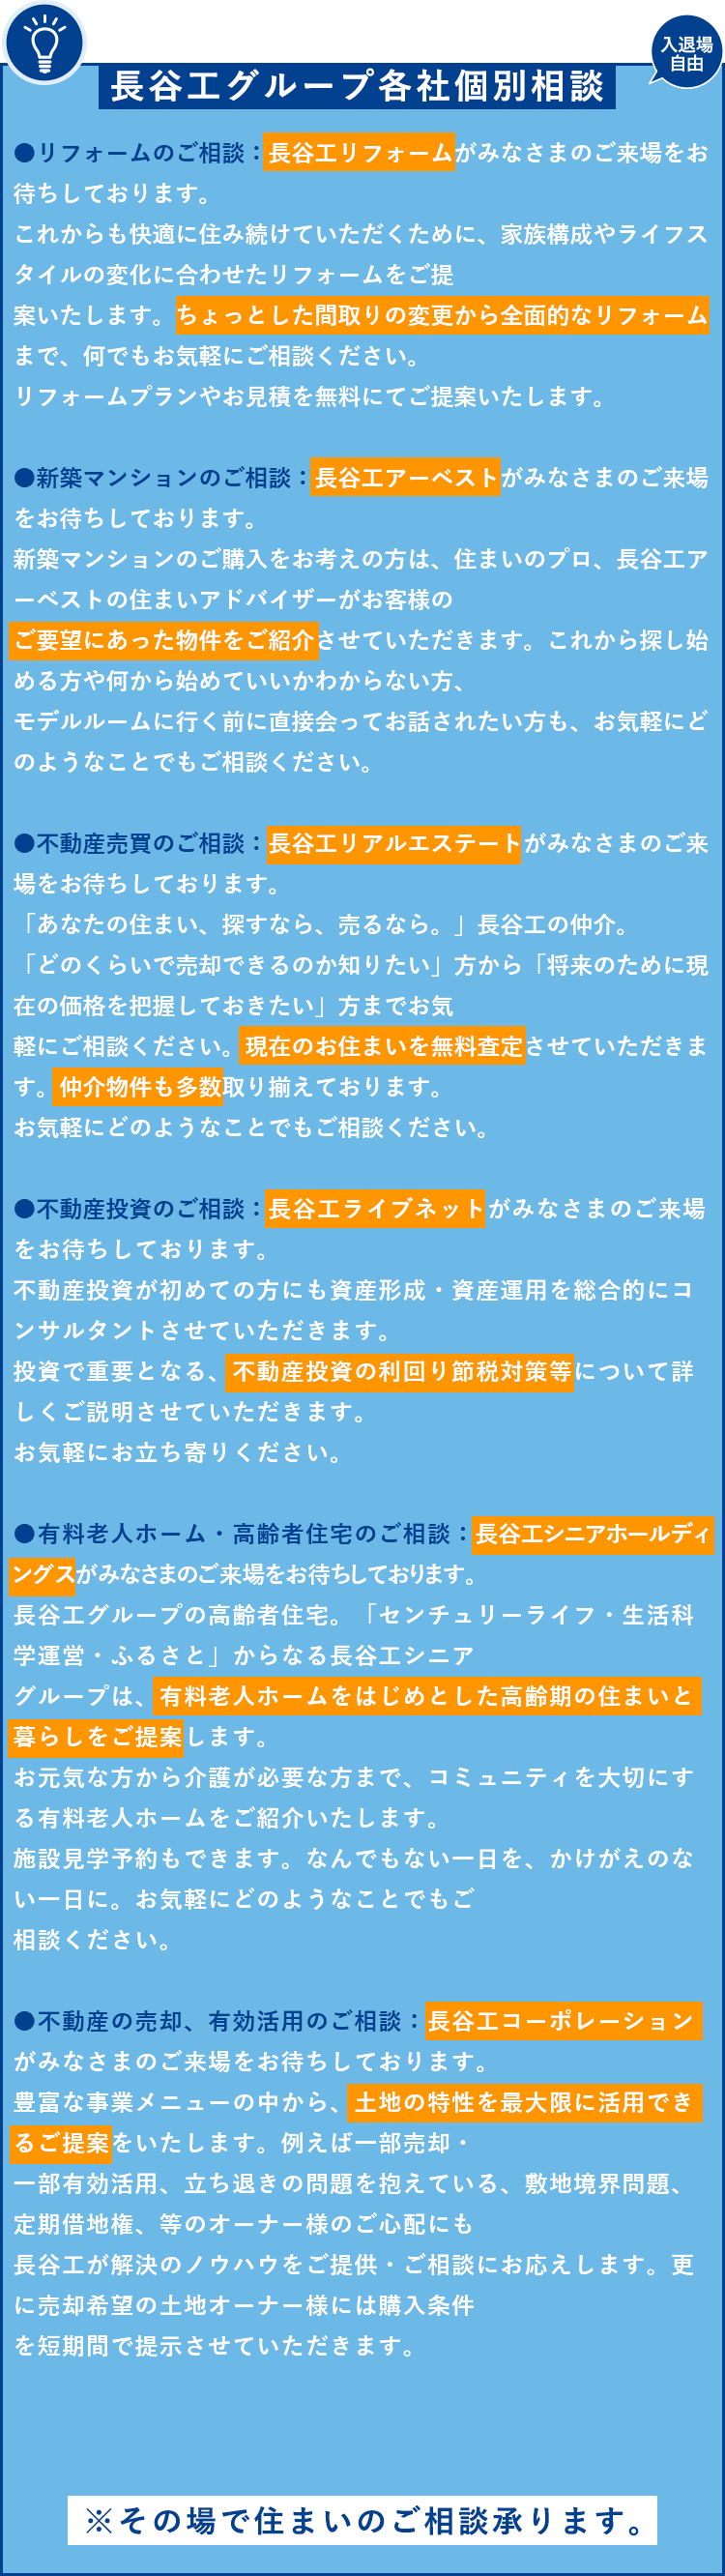 入退場
自由
長谷工グループ各社個別相談
●リフォームのご相談：長谷工リフォームがみなさまのご来場をお
待ちしております。
これからも快適に住み続けていただくために、家族構成やライフス
タイルの変化に合わせたリフォームをご提
案いたします。ちょっとした間取りの変更から全面的なリフォーム
まで、何でもお気軽にご相談ください。
リフォームプランやお見積を無料にてご提案いたします。
●新築マンションのご相談：長谷工アーベストがみなさまのご来場
をお待ちしております。
新築マンションのご購入をお考えの方は、住まいのプロ、長谷工ア
ーベストの住まいアドバイザーがお客様の
ご要望にあった物件をご紹介させていただきます。これから探し始
める方や何から始めていいかわからない方、
モデルルームに行く前に直接会ってお話されたい方も、お気軽にど
のようなことでもご相談ください。
●不動産売買のご相談：長谷工リアルエステートがみなさまのご来
場をお待ちしております。
「あなたの住まい、探すなら、売るなら。」長谷工の仲介。
「どのくらいで売却できるのか知りたい」方から「将来のために現
在の価格を把握しておきたい」方までお気
軽にご相談ください。現在のお住まいを無料査定させていただきま
す。仲介物件も多数取り揃えております。
お気軽にどのようなことでもご相談ください。
●不動産投資のご相談：長谷工ライブネットがみなさまのご来場
をお待ちしております。
不動産投資が初めての方にも資産形成・資産運用を総合的にコ
ンサルタントさせていただきます。
投資で重要となる、不動産投資の利回り節税対策等について詳
しくご説明させていただきます。
お気軽にお立ち寄りください。
●有料老人ホーム・高齢者住宅のご相談：長谷工シニアホールディ
ングスがみなさまのご来場をお待ちしております。
長谷工グループの高齢者住宅。「センチュリーライフ・生活科
学運営・ふるさと」からなる長谷工シニア
グループは、有料老人ホームをはじめとした高齢期の住まいと
暮らしをご提案します。
お元気な方から介護が必要な方まで、コミュニティを大切にす
る有料老人ホームをご紹介いたします。
施設見学予約もできます。なんでもない一日を、かけがえのな
い一日に。お気軽にどのようなことでもご
相談ください。
●不動産の売却、有効活用のご相談：長谷工コーポレーション
がみなさまのご来場をお待ちしております。
豊富な事業メニューの中から、土地の特性を最大限に活用でき
るご提案をいたします。例えば一部売却・
一部有効活用、立ち退きの問題を抱えている、敷地境界問題、
定期借地権、等のオーナー様のご心配にも
長谷工が解決のノウハウをご提供・ご相談にお応えします。更
に売却希望の土地オーナー様には購入条件
を短期間で提示させていただきます。
※その場で住まいのご相談承ります。